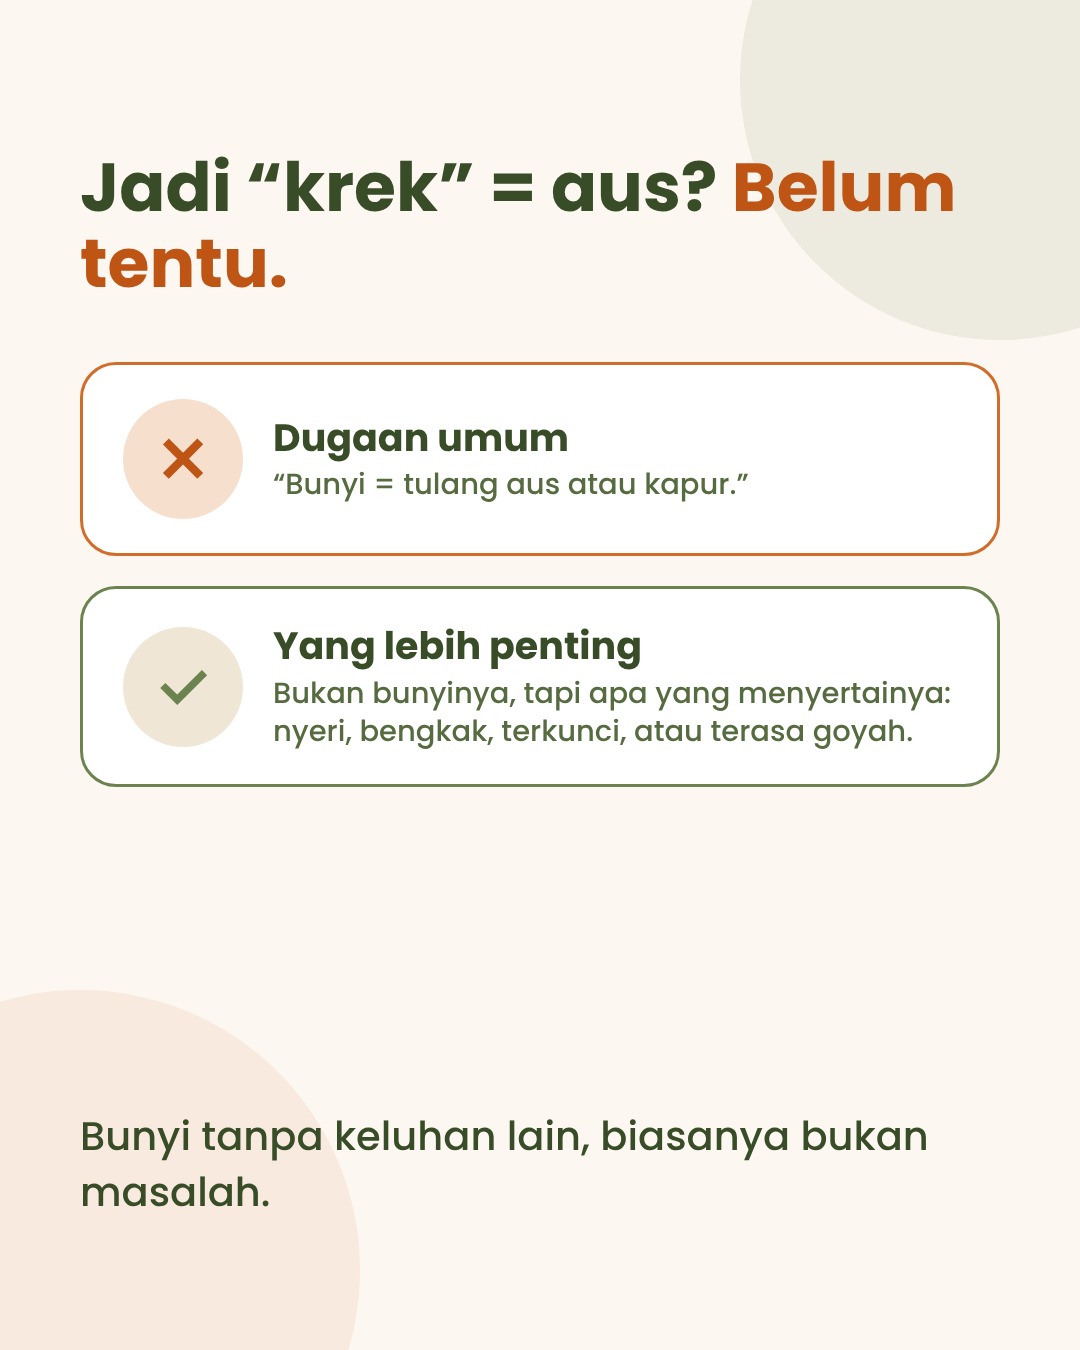 Jadi “krek” = aus? Belum
tentu.
Dugaan umum
“Bunyi = tulang aus atau kapur.”
Yang lebih penting
Bukan bunyinya, tapi apa yang menyertainya:
nyeri, bengkak, terkunci, atau terasa goyah.
Bunyi tanpa keluhan lain, biasanya bukan
masalah.